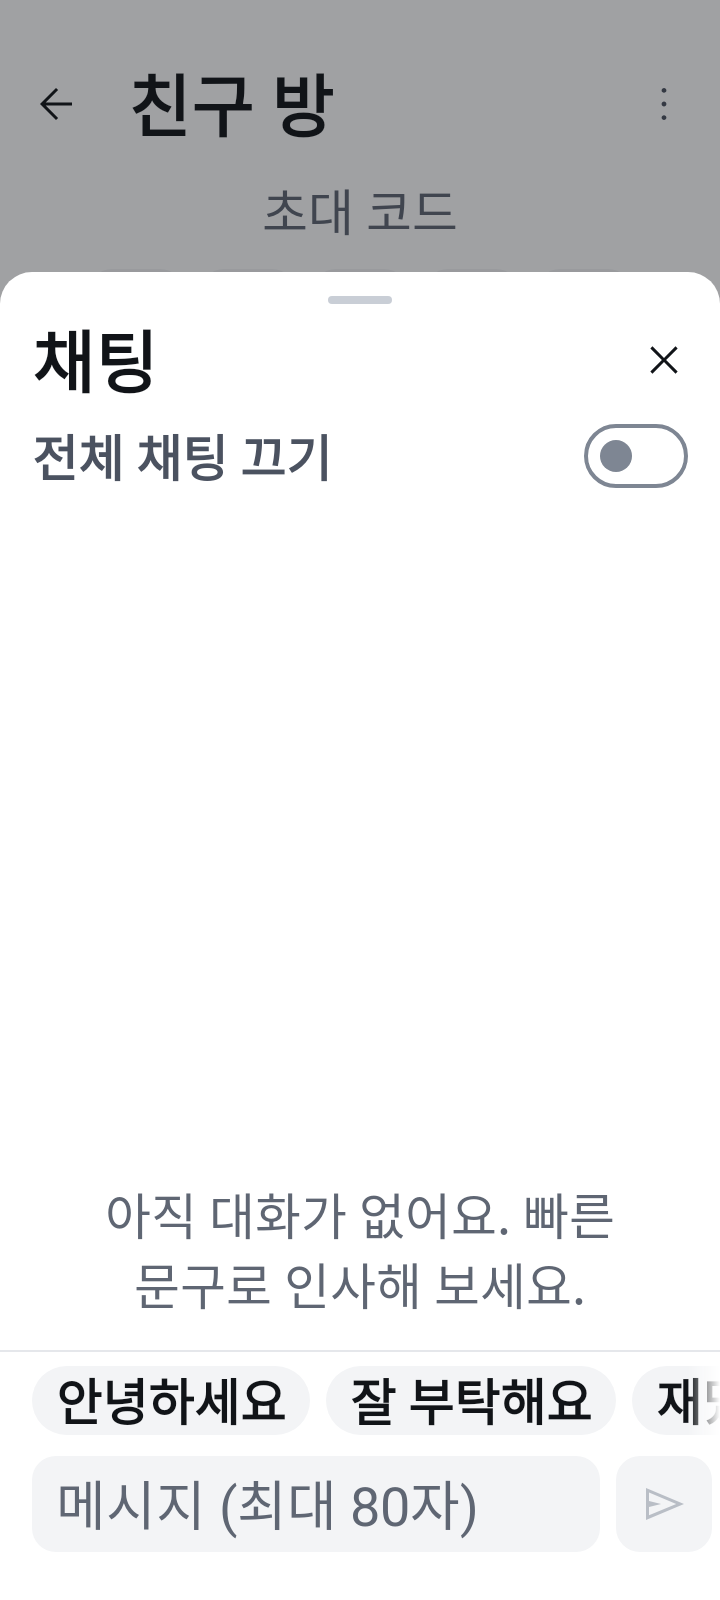 친구 방
초대 코드
채팅
전체 채팅 끄기
아직 대화가 없어요. 빠른
문구로 인사해 보세요.
안녕하세요
잘 부탁해요
메시지 (최대 80자)